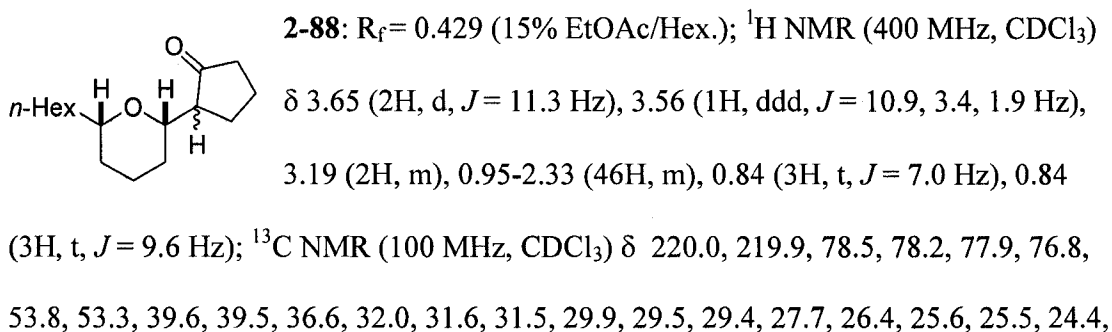 2-88: Rf = 0.429 (15% EtOAc/Hex.); ¹H NMR (400 MHz, CDCl₃)
O
H H
n-Hex O
H
δ 3.65 (2H, d, J = 11.3 Hz), 3.56 (1H, ddd, J = 10.9, 3.4, 1.9 Hz),
3.19 (2H, m), 0.95-2.33 (46H, m), 0.84 (3H, t, J = 7.0 Hz), 0.84
(3H, t, J = 9.6 Hz); ¹³C NMR (100 MHz, CDCl₃) δ 220.0, 219.9, 78.5, 78.2, 77.9, 76.8,
53.8, 53.3, 39.6, 39.5, 36.6, 32.0, 31.6, 31.5, 29.9, 29.5, 29.4, 27.7, 26.4, 25.6, 25.5, 24.4,